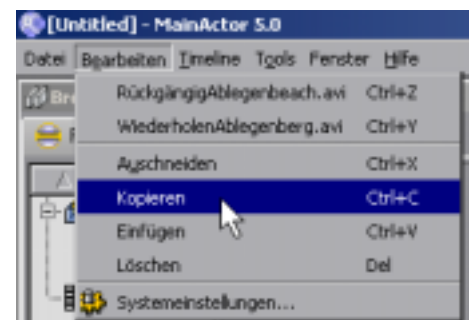 [Untitled] - MainActor 5.0
Datei Bearbeiten Timeline Tools Fenster Hilfe
RückgängigAblegenbeach.avi Ctrl+Z
WiederholenAblegenberg.avi Ctrl+Y
Ausschneiden Ctrl+X
Kopieren Ctrl+C
Einfügen Ctrl+V
Löschen Del
Systemeinstellungen...